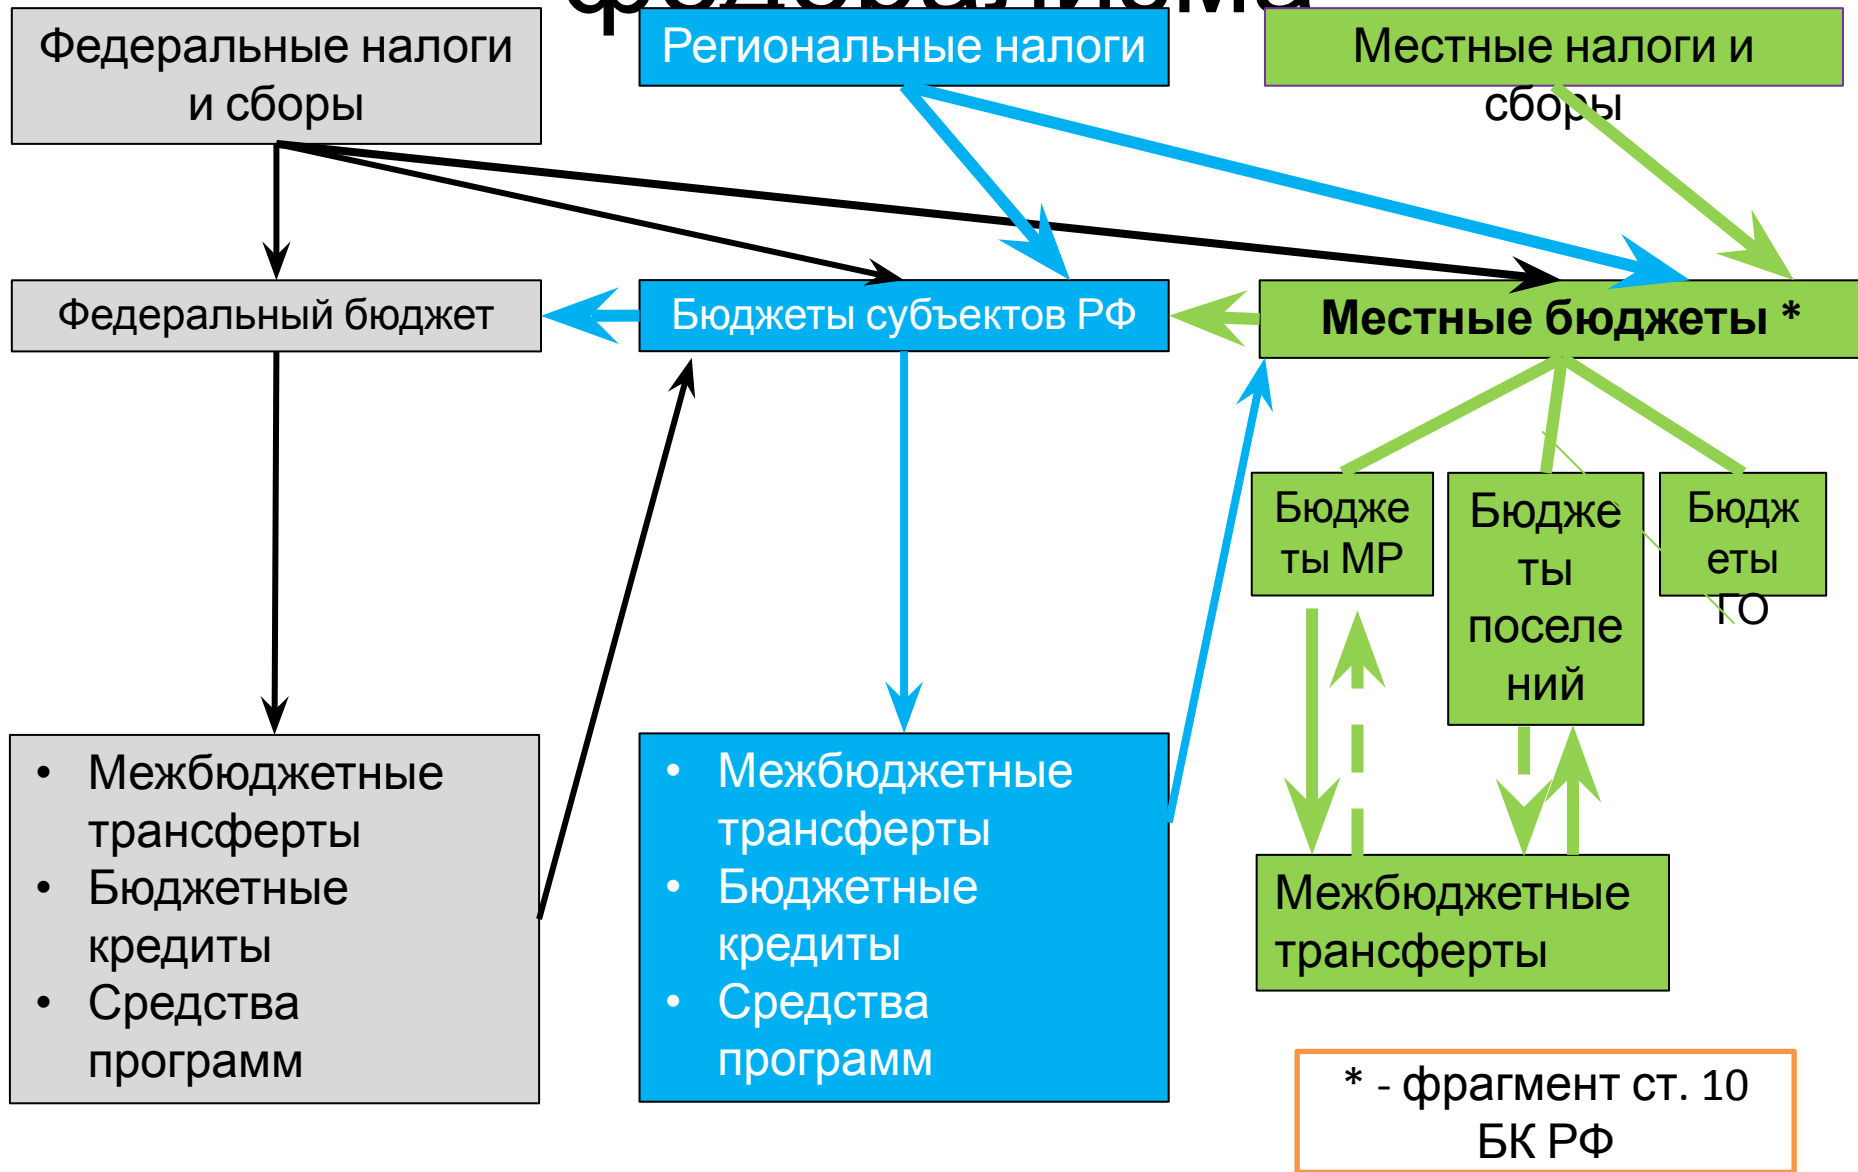 федерализма
Федеральные налоги
и сборы
Региональные налоги
Местные налоги и
сборы
Федеральный бюджет
Бюджеты субъектов РФ
Местные бюджеты *
Бюдже
ты МР
Бюдже
ты
поселе
ний
Бюдж
еты
ГО
• Межбюджетные
трансферты
• Бюджетные
кредиты
• Средства
программ
• Межбюджетные
трансферты
• Бюджетные
кредиты
• Средства
программ
Межбюджетные
трансферты
* - фрагмент ст. 10
БК РФ